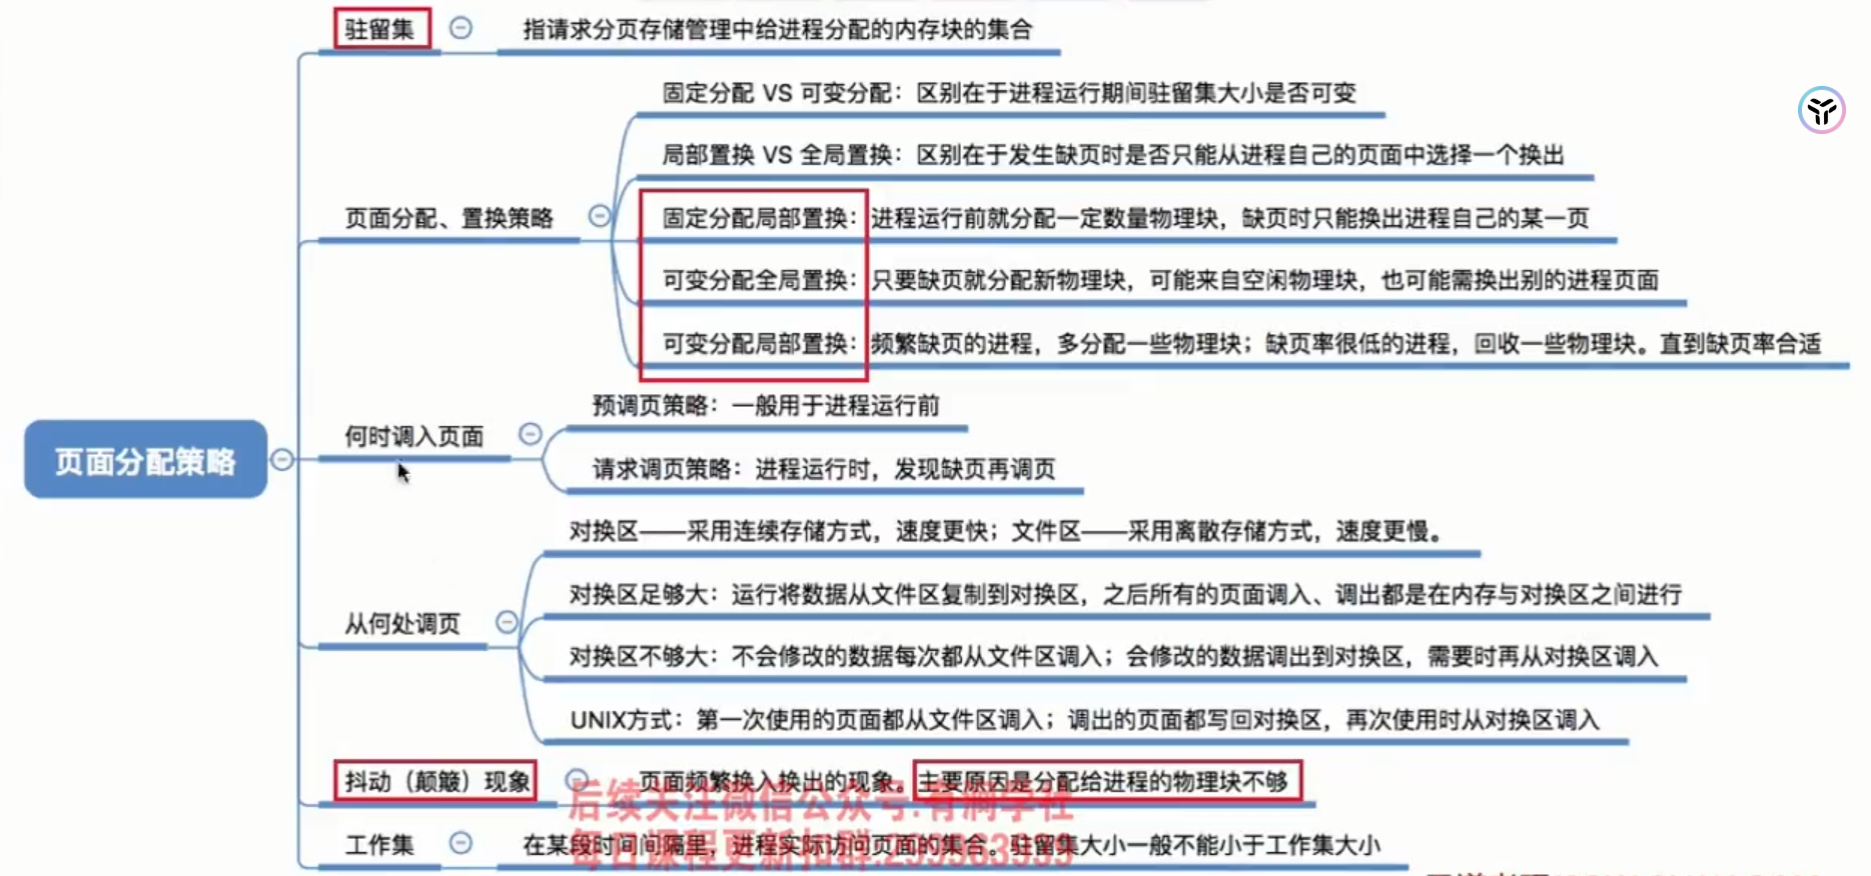 驻留集
指请求分页存储管理中给进程分配的内存块的集合
固定分配 VS 可变分配：区别在于进程运行期间驻留集大小是否可变
局部置换 VS 全局置换：区别在于发生缺页时是否只能从进程自己的页面中选择一个换出
页面分配、置换策略
固定分配局部置换：进程运行前就分配一定数量物理块，缺页时只能换出进程自己的某一页
可变分配全局置换：只要缺页就分配新物理块，可能来自空闲物理块，也可能需换出别的进程页面
可变分配局部置换：频繁缺页的进程，多分配一些物理块；缺页率很低的进程，回收一些物理块。直到缺页率合适
预调页策略：一般用于进程运行前
何时调入页面
页面分配策略
请求调页策略：进程运行时，发现缺页再调页
对换区——采用连续存储方式，速度更快；文件区——采用离散存储方式，速度更慢。
对换区足够大：运行将数据从文件区复制到对换区，之后所有的页面调入、调出都是在内存与对换区之间进行
从何处调页
对换区不够大：不会修改的数据每次都从文件区调入；会修改的数据调出到对换区，需要时再从对换区调入
UNIX方式：第一次使用的页面都从文件区调入；调出的页面都写回对换区，再次使用时从对换区调入
抖动（颠簸）现象
页面频繁换入换出的现象。主要原因是分配给进程的物理块不够
后续关注微信公众号:有澜学社
工作集
在某段时间间隔里，进程实际访问页面的集合。驻留集大小一般不能小于工作集大小
每日课程更新扣群:299963999